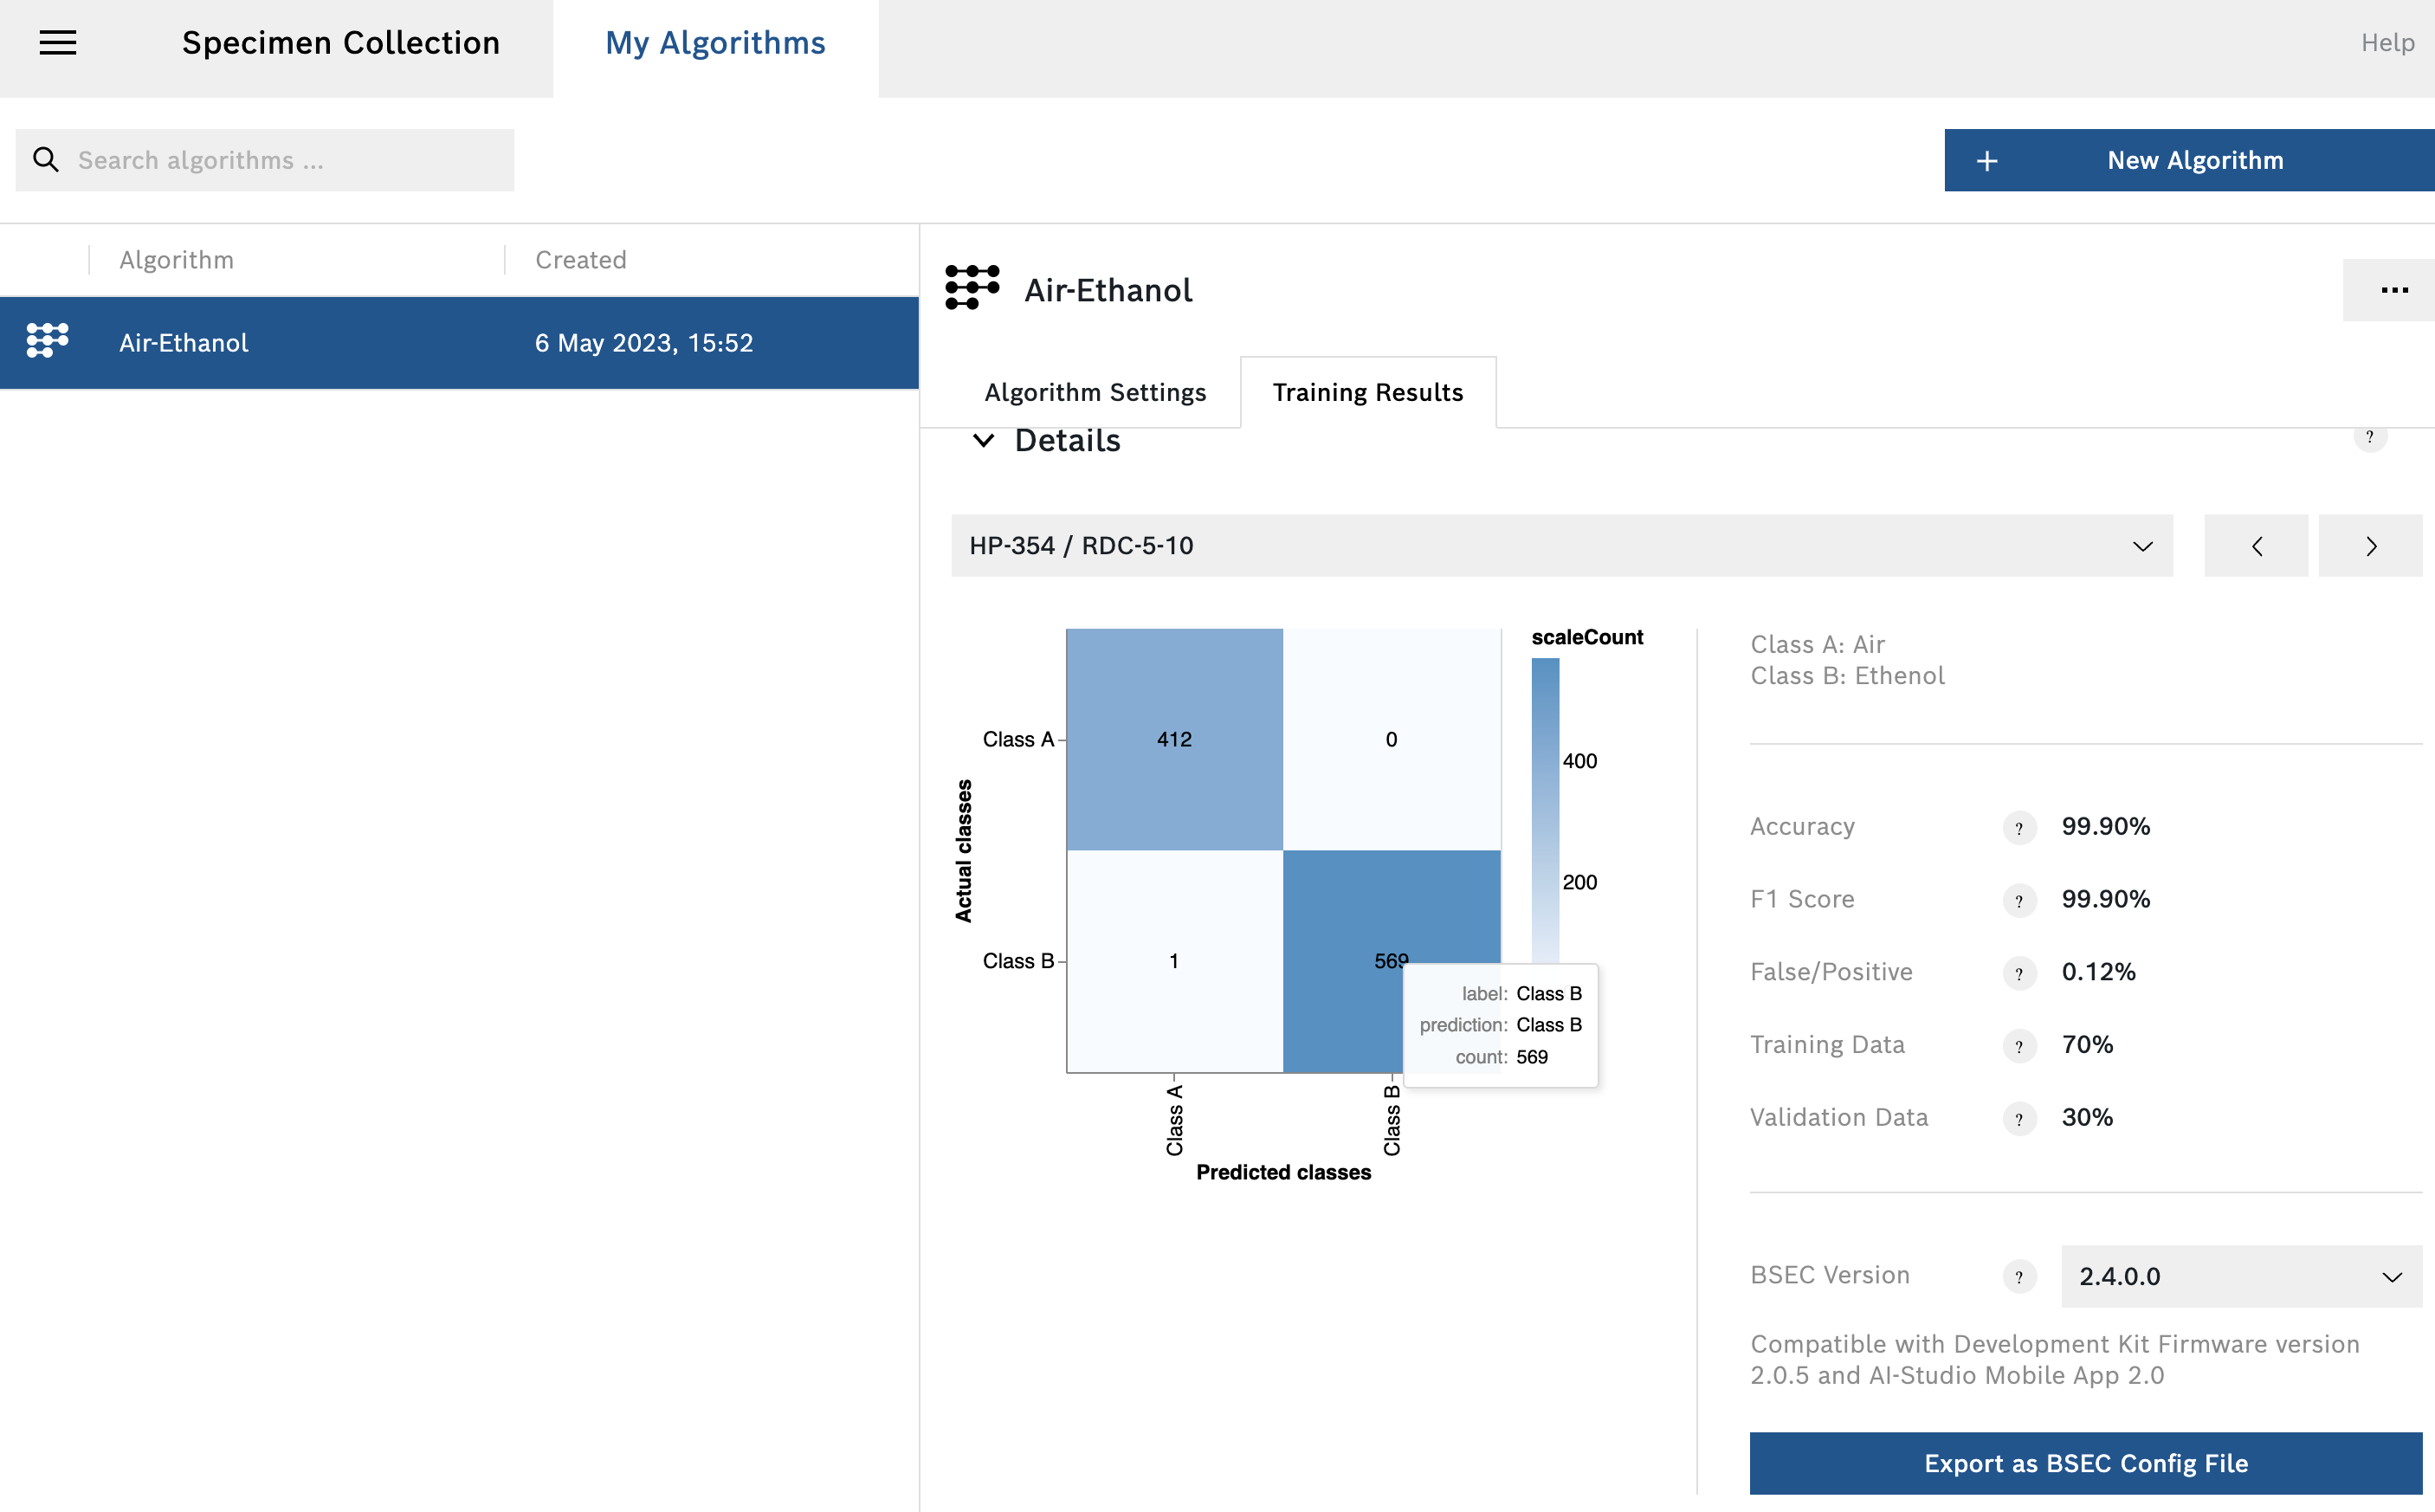 Specimen Collection
My Algorithms
Help
Search algorithms ...
+ New Algorithm
Algorithm
Created
Air-Ethanol
6 May 2023, 15:52
Air-Ethanol
...
Algorithm Settings
Training Results
Details
?
HP-354 / RDC-5-10
Actual classes
Class A
412
0
Class B
1
569
Class A
Class B
Predicted classes
scaleCount
400
200
label: Class B
prediction: Class B
count: 569
Class A: Air
Class B: Ethenol
Accuracy ? 99.90%
F1 Score ? 99.90%
False/Positive ? 0.12%
Training Data ? 70%
Validation Data ? 30%
BSEC Version ? 2.4.0.0
Compatible with Development Kit Firmware version
2.0.5 and AI-Studio Mobile App 2.0
Export as BSEC Config File